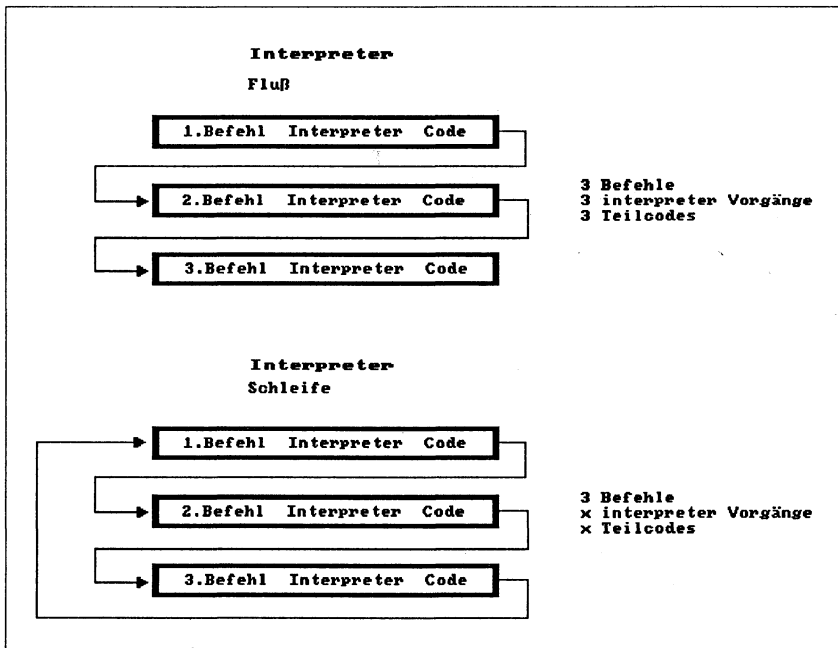 Interpreter
Fluß
1.Befehl Interpreter Code
2.Befehl Interpreter Code
3.Befehl Interpreter Code
3 Befehle
3 interpreter Vorgänge
3 Teilcodes
Interpreter
Schleife
1.Befehl Interpreter Code
2.Befehl Interpreter Code
3.Befehl Interpreter Code
3 Befehle
x interpreter Vorgänge
x Teilcodes